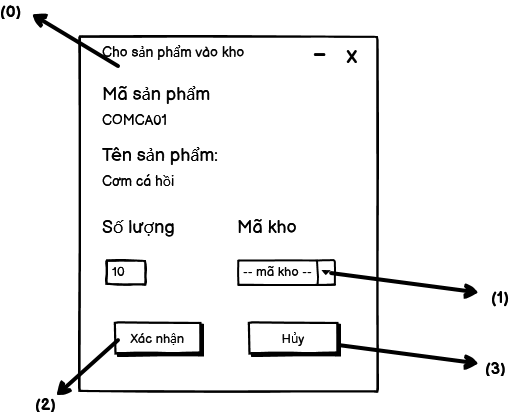 (0)
Cho sản phẩm vào kho – X
Mã sản phẩm
COMCA01
Tên sản phẩm:
Cơm cá hồi
Số lượng Mã kho
10 -- mã kho --
(1)
Xác nhận Hủy
(3)
(2)